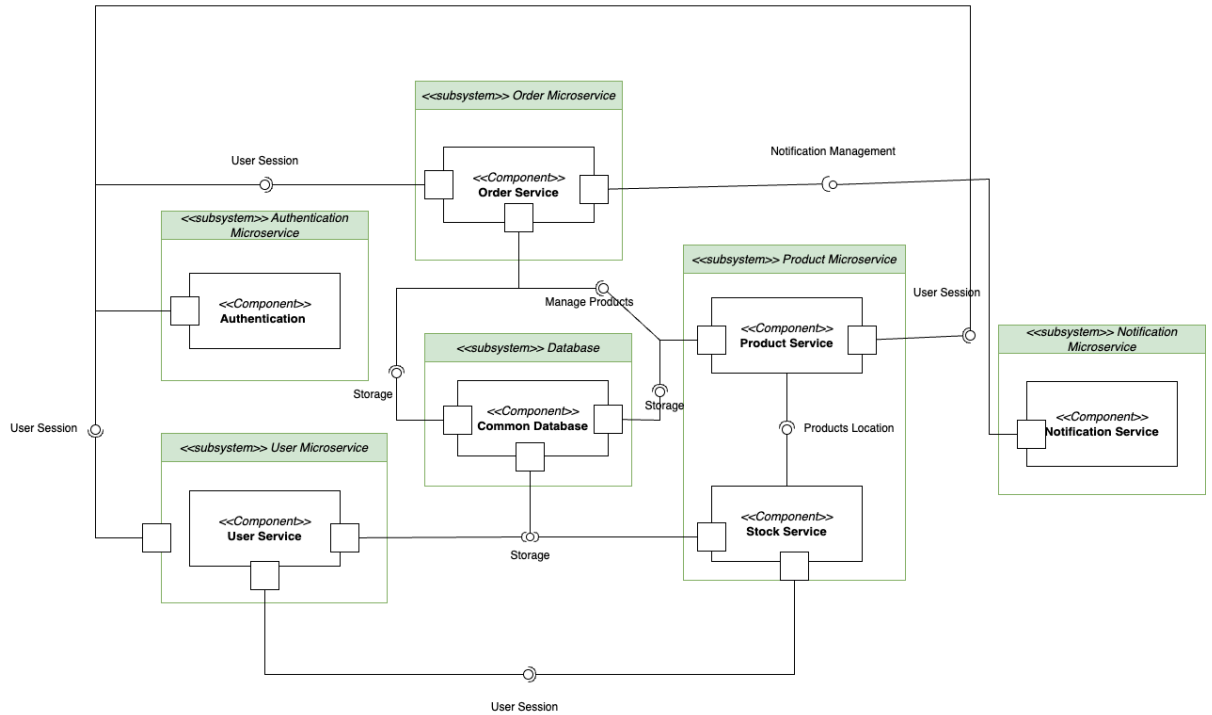 <<subsystem>> Order Microservice
<<Component>>
Order Service
User Session
Notification Management
<<subsystem>> Authentication
Microservice
<<Component>>
Authentication
<<subsystem>> Product Microservice
<<Component>>
Product Service
User Session
Manage Products
<<subsystem>> Database
<<Component>>
Common Database
Storage
Storage
<<subsystem>> Notification
Microservice
<<Component>>
Notification Service
Products Location
User Session
<<subsystem>> User Microservice
<<Component>>
User Service
<<Component>>
Stock Service
Storage
User Session